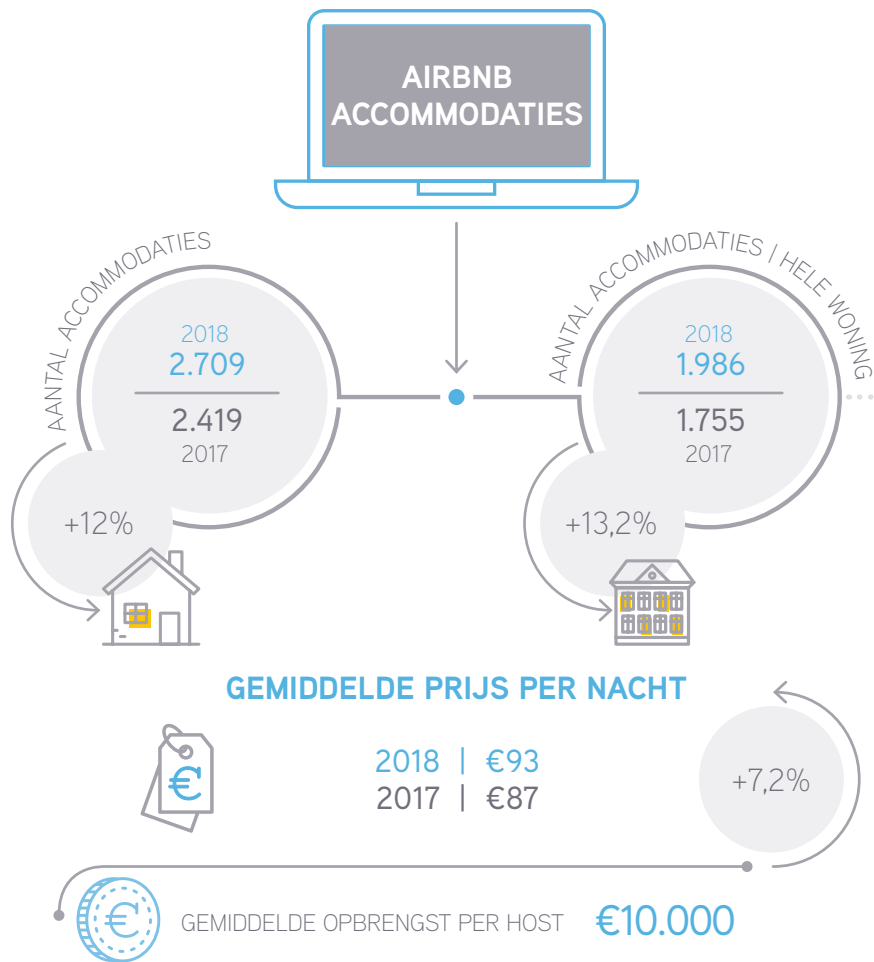 AIRBNB
ACCOMMODATIES
AANTAL ACCOMMODATIES
2018
2.709
2.419
2017
+12%
AANTAL ACCOMMODATIES | HELE WONING
2018
1.986
1.755
2017
+13,2%
GEMIDDELDE PRIJS PER NACHT
€
2018 | €93
2017 | €87
+7,2%
€
GEMIDDELDE OPBRENGST PER HOST €10.000